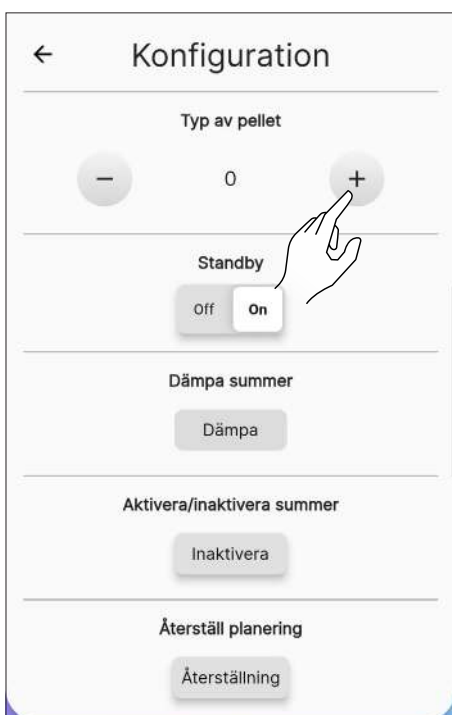 ← Konfiguration
Typ av pellet
− 0 +
Standby
Off On
Dämpa summer
Dämpa
Aktivera/inaktivera summer
Inaktivera
Återställ planering
Återställning